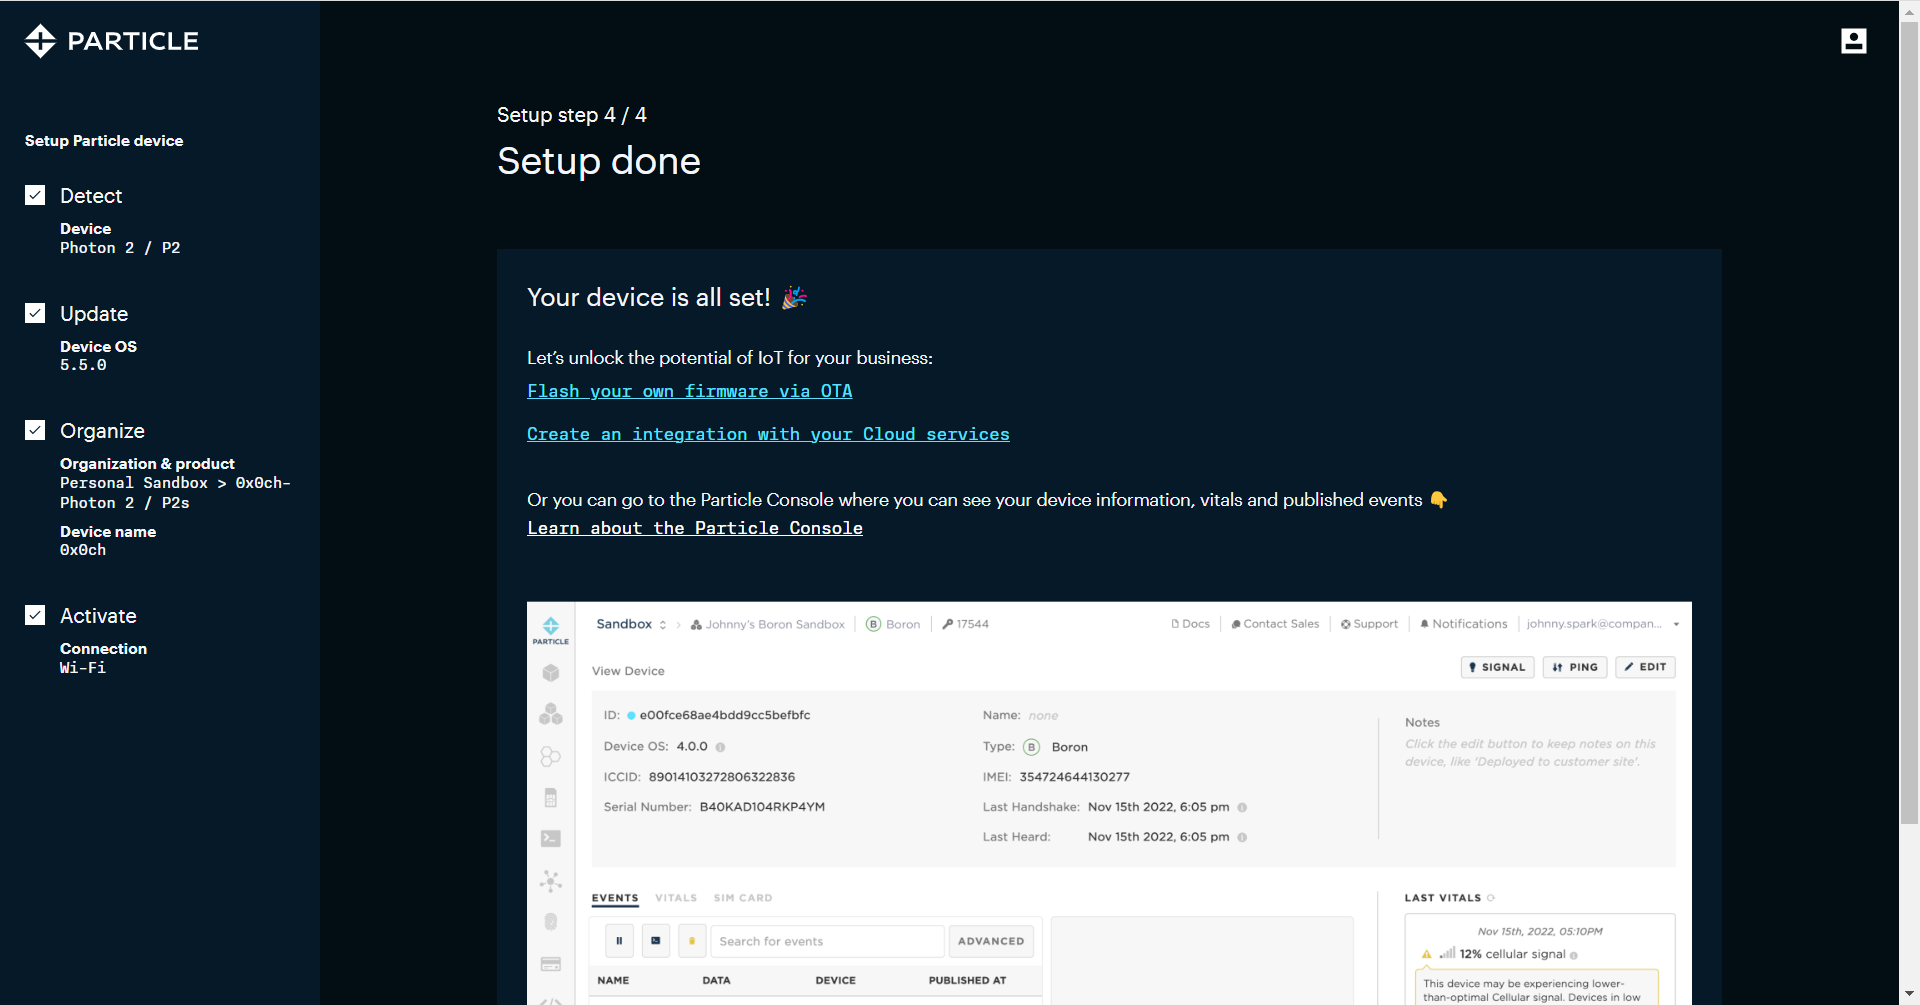 PARTICLE
Setup Particle device
Detect
Device
Photon 2 / P2
Update
Device OS
5.5.0
Organize
Organization & product
Personal Sandbox > 0x0ch-
Photon 2 / P2s
Device name
0x0ch
Activate
Connection
Wi-Fi
Setup step 4 / 4
Setup done
Your device is all set! 🎉
Let’s unlock the potential of IoT for your business:
Flash your own firmware via OTA
Create an integration with your Cloud services
Or you can go to the Particle Console where you can see your device information, vitals and published events 👇
Learn about the Particle Console
PARTICLE
Sandbox > Johnny's Boron Sandbox B Boron 17544
Docs Contact Sales Support Notifications johnny.spark@compan...
View Device
SIGNAL PING EDIT
ID: e00fce68ae4bdd9cc5befbfc
Device OS: 4.0.0
ICCID: 89014103272806322836
Serial Number: B40KAD104RKP4YM
Name: none
Type: B Boron
IMEI: 354724644130277
Last Handshake: Nov 15th 2022, 6:05 pm
Last Heard: Nov 15th 2022, 6:05 pm
Notes
Click the edit button to keep notes on this
device, like 'Deployed to customer site'.
EVENTS VITALS SIM CARD
Search for events ADVANCED
NAME DATA DEVICE PUBLISHED AT
LAST VITALS
Nov 15th, 2022, 05:10PM
12% cellular signal
This device may be experiencing lower-
than-optimal Cellular signal. Devices in low